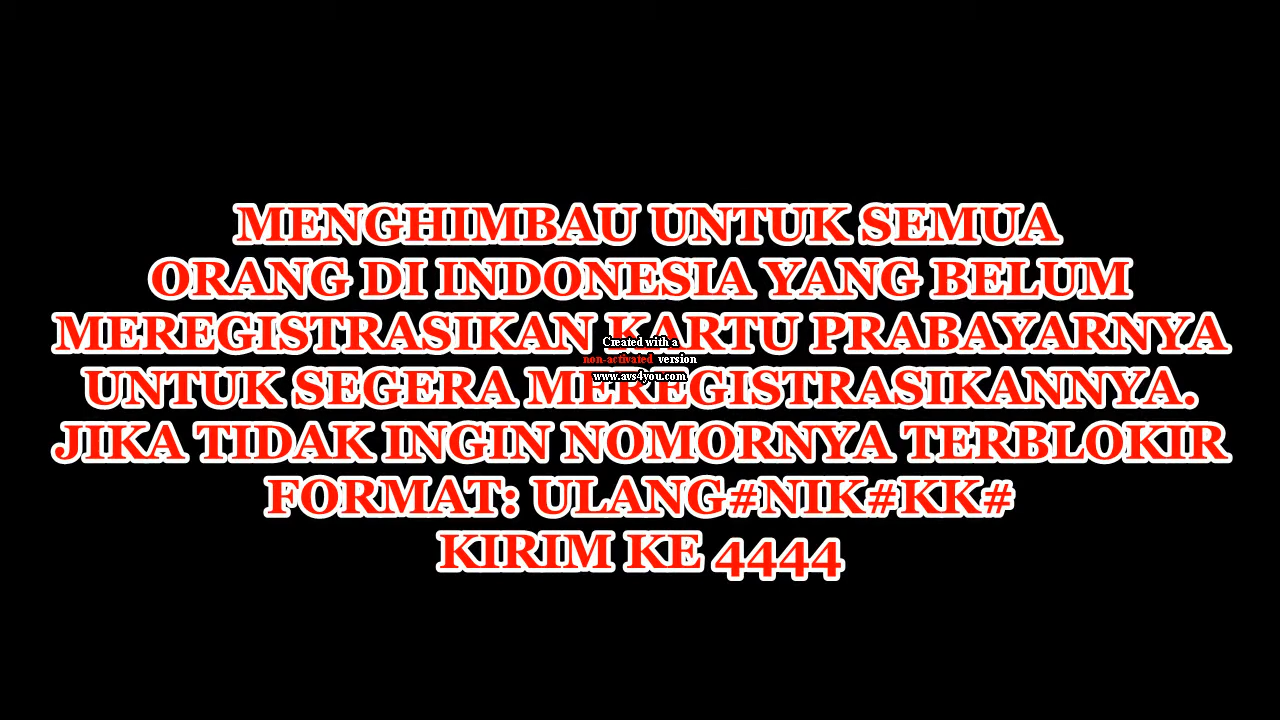 MENGHIMBAU UNTUK SEMUA
ORANG DI INDONESIA YANG BELUM
MEREGISTRASIKAN KARTU PRABAYARNYA
Created with a
non-activated version
www.avs4you.com
UNTUK SEGERA MEREGISTRASIKANNYA.
JIKA TIDAK INGIN NOMORNYA TERBLOKIR
FORMAT: ULANG#NIK#KK#
KIRIM KE 4444